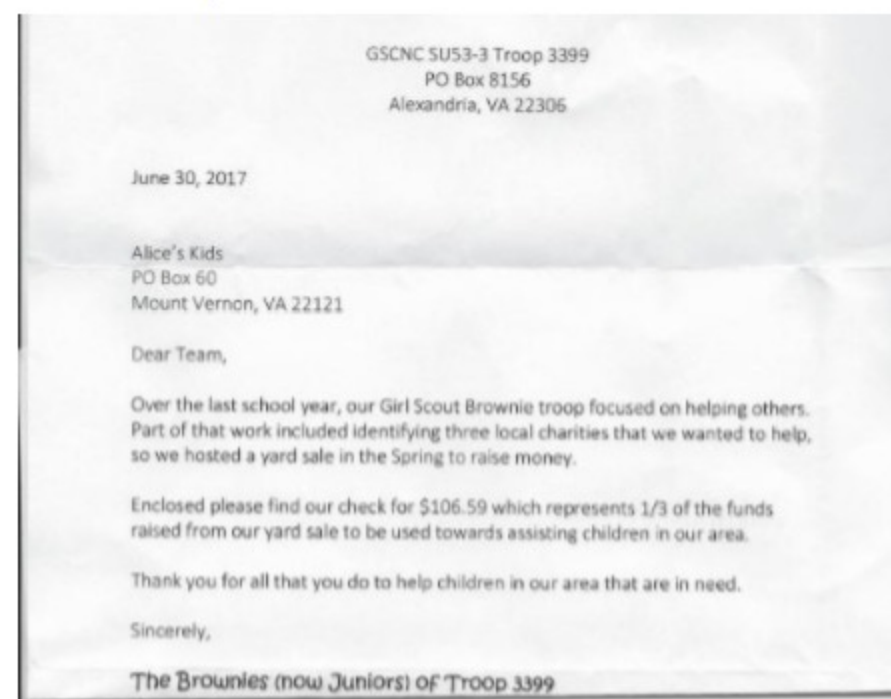 GSCNC SU53-3 Troop 3399
PO Box 8156
Alexandria, VA 22306
June 30, 2017
Alice's Kids
PO Box 60
Mount Vernon, VA 22121
Dear Team,
Over the last school year, our Girl Scout Brownie troop focused on helping others.
Part of that work included identifying three local charities that we wanted to help,
so we hosted a yard sale in the Spring to raise money.
Enclosed please find our check for $106.59 which represents 1/3 of the funds
raised from our yard sale to be used towards assisting children in our area.
Thank you for all that you do to help children in our area that are in need.
Sincerely,
The Brownies (now Juniors) of Troop 3399